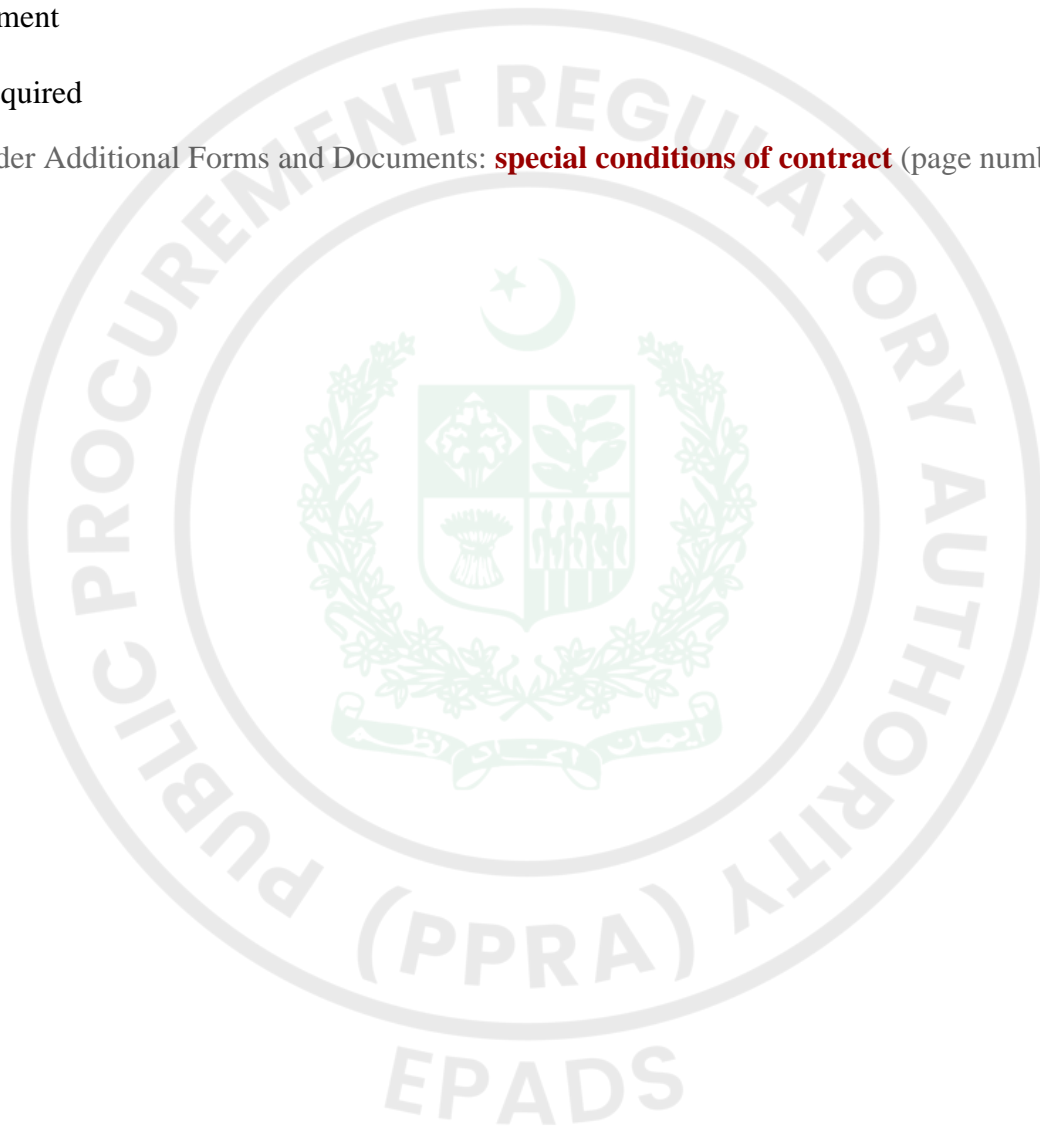 ment
quired
der Additional Forms and Documents: special conditions of contract (page numb
PUBLIC PROCUREMENT REGULATORY AUTHORITY
(PPRA)
EPADS